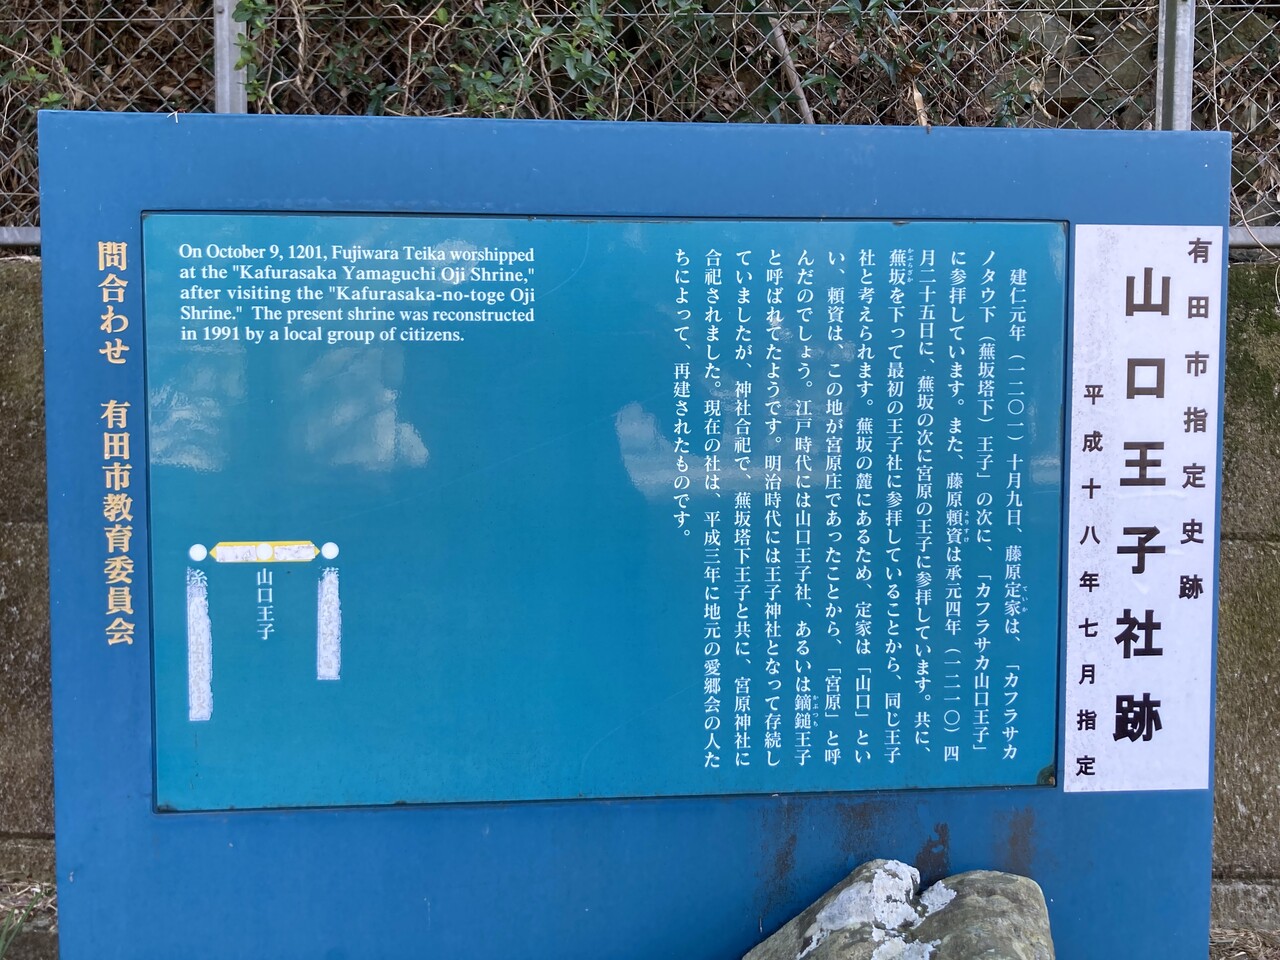 有田市指定史跡
山口王子社跡
平成十八年七月指定
建仁元年（一二〇一）十月九日、藤原定家は、「カフラサカ
ていか
ノタウ下（蕪坂塔下）王子」の次に、「カフラサカ山口王子」
に参拝しています。また、藤原頼資は承元四年（一二一〇）四
よりすけ
月二十五日に、蕪坂の次に宮原の王子に参拝しています。共に、
蕪坂を下って最初の王子社に参拝していることから、同じ王子
かぶらざか
社と考えられます。蕪坂の麓にあるため、定家は「山口」とい
い、頼資は、この地が宮原庄であったことから、「宮原」と呼
んだのでしょう。江戸時代には山口王子社、あるいは鏑鎚王子
かぶつち
と呼ばれてたようです。明治時代には王子神社となって存続し
ていましたが、神社合祀で、蕪坂塔下王子と共に、宮原神社に
合祀されました。現在の社は、平成三年に地元の愛郷会の人た
ちによって、再建されたものです。
On October 9, 1201, Fujiwara Teika worshipped
at the "Kafurasaka Yamaguchi Oji Shrine,"
after visiting the "Kafurasaka-no-toge Oji
Shrine." The present shrine was reconstructed
in 1991 by a local group of citizens.
山口王子
問合わせ 有田市教育委員会